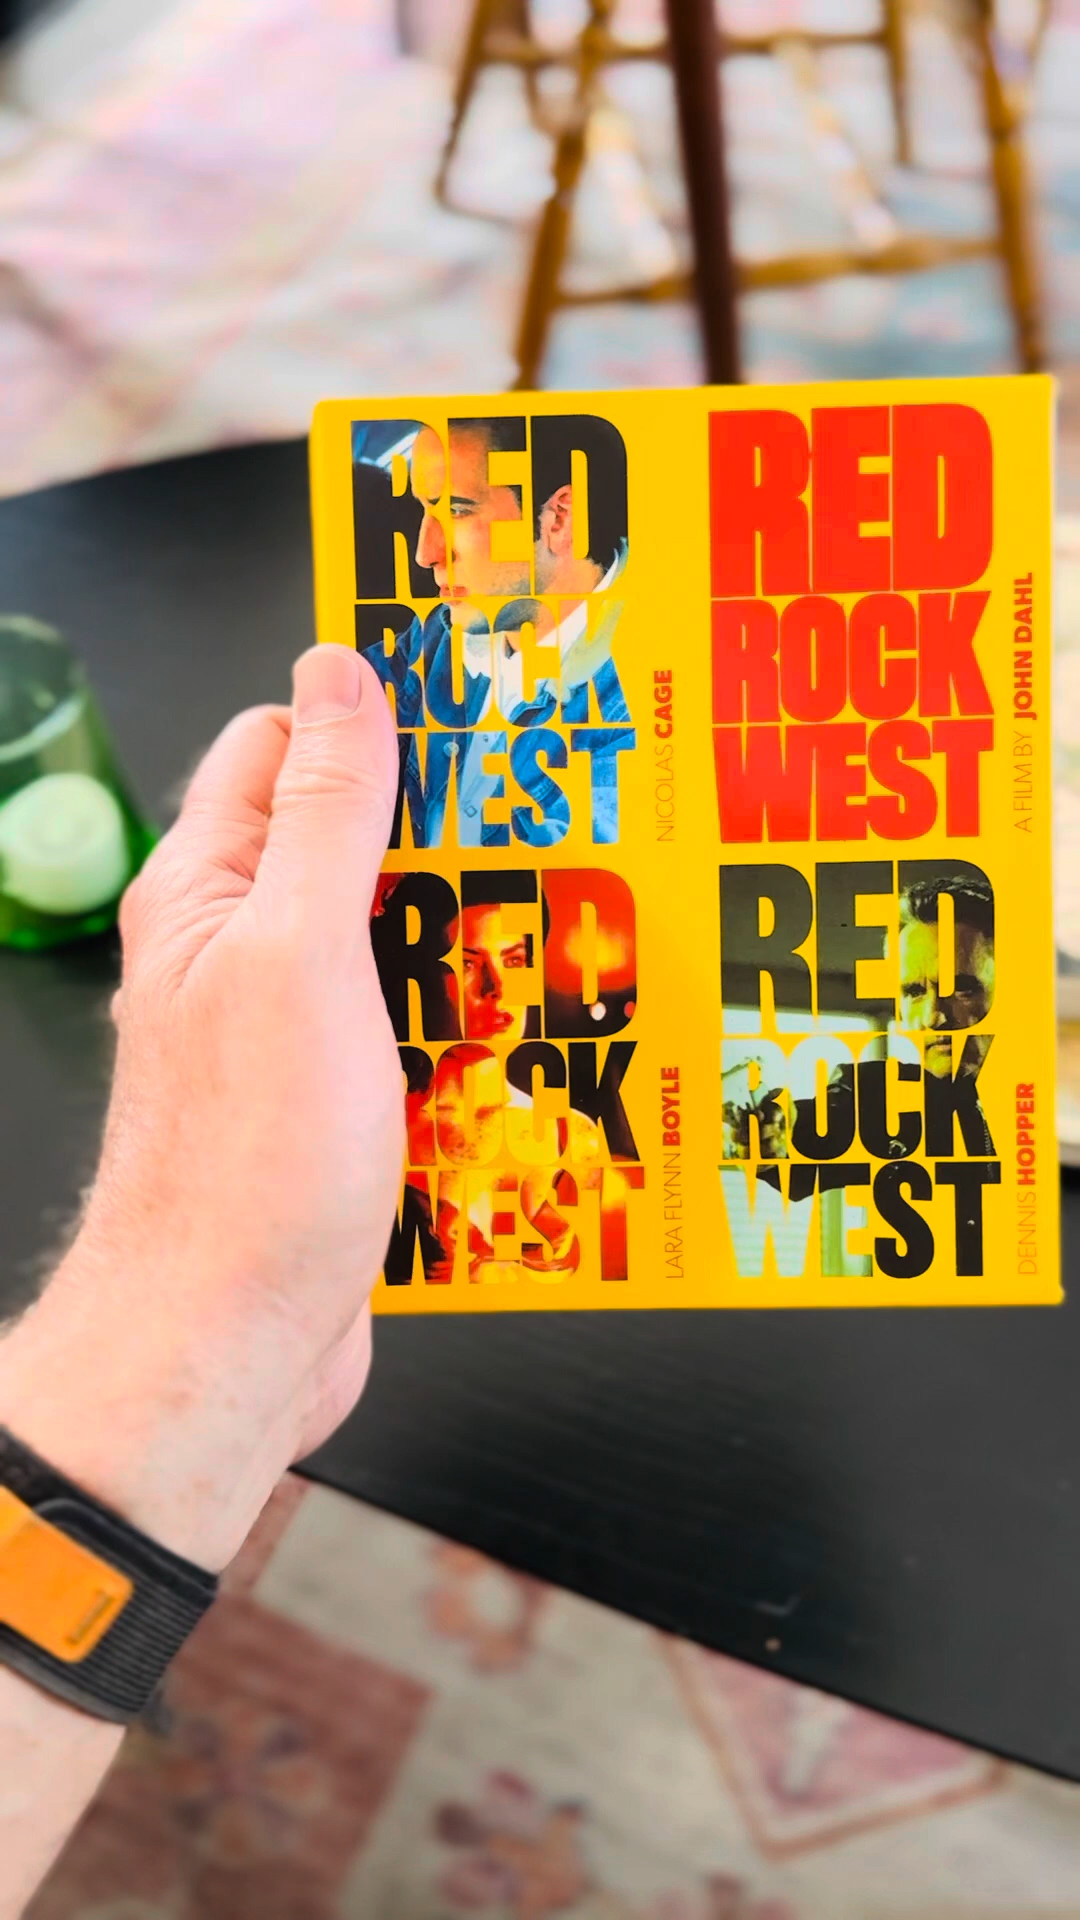 RED
ROCK
WEST
NICOLAS CAGE
RED
ROCK
WEST
A FILM BY JOHN DAHL
RED
ROCK
WEST
LARA FLYNN BOYLE
RED
ROCK
WEST
DENNIS HOPPER